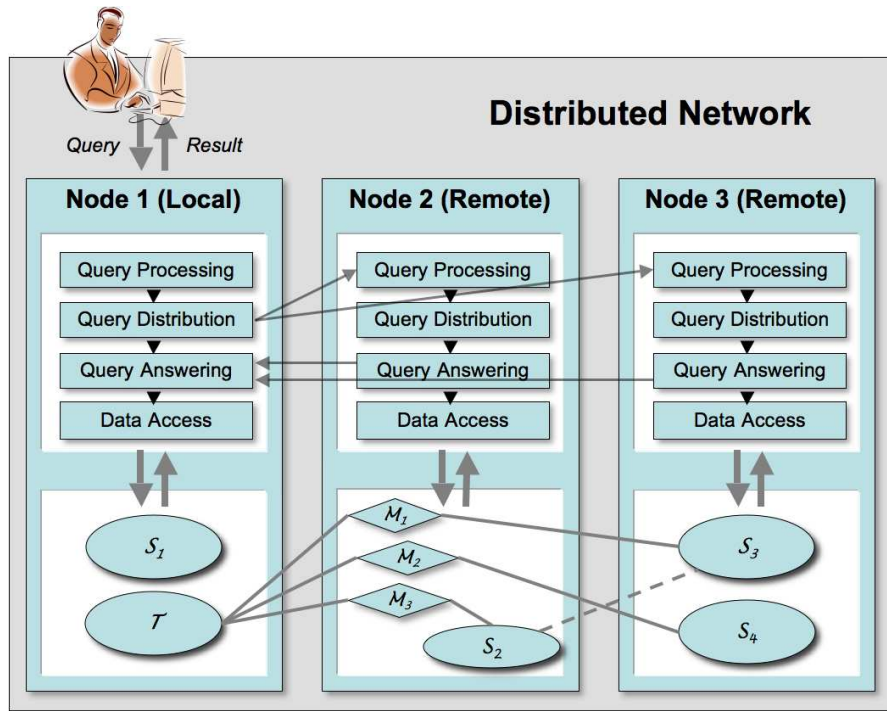 Distributed Network
Query
Result
Node 1 (Local)
Query Processing
Query Distribution
Query Answering
Data Access
S1
T
Node 2 (Remote)
Query Processing
Query Distribution
Query Answering
Data Access
M1
M2
M3
S2
Node 3 (Remote)
Query Processing
Query Distribution
Query Answering
Data Access
S3
S4